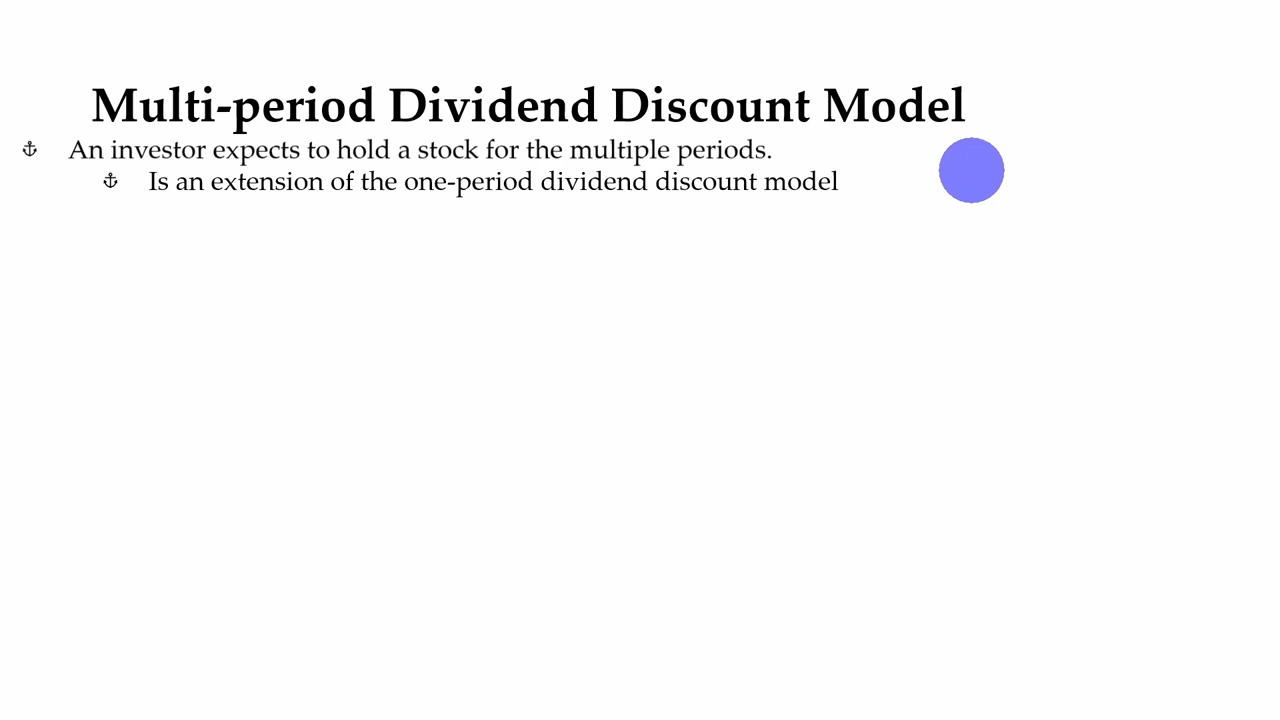 Multi-period Dividend Discount Model
An investor expects to hold a stock for the multiple periods.
Is an extension of the one-period dividend discount model